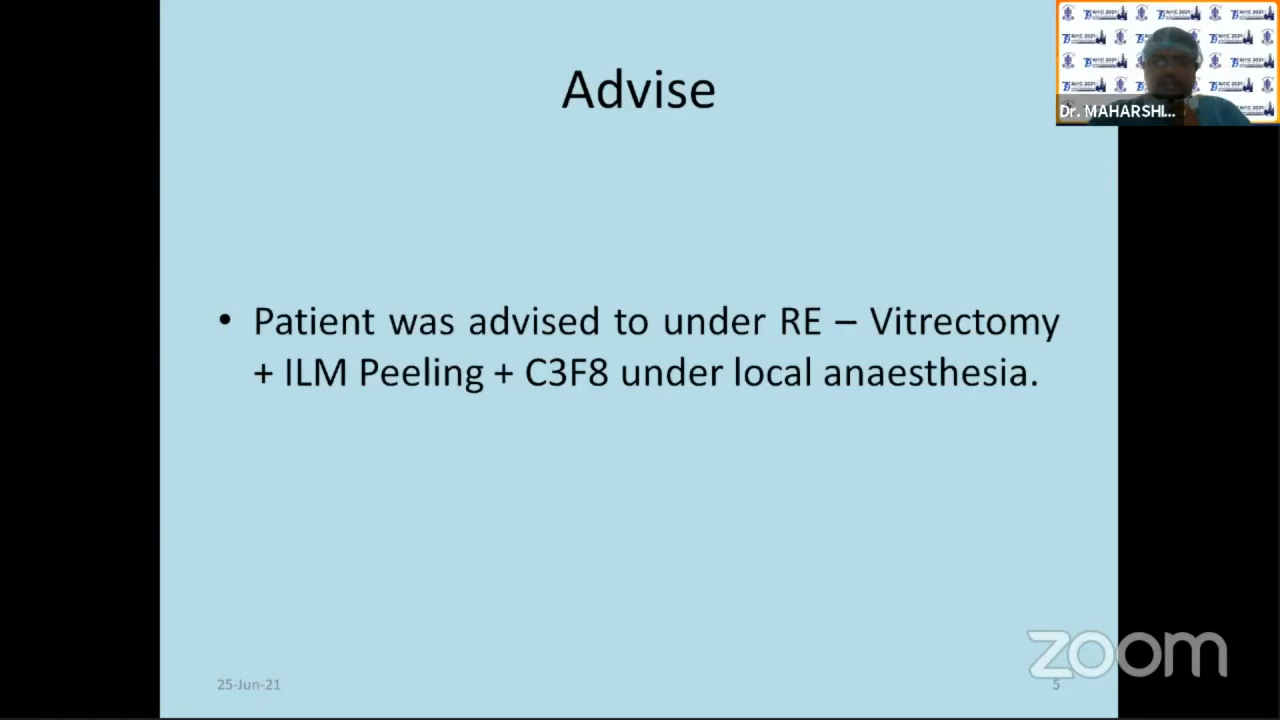 Advise
Dr. MAHARSHI...
• Patient was advised to under RE – Vitrectomy
+ ILM Peeling + C3F8 under local anaesthesia.
zoom
25-Jun-21
5